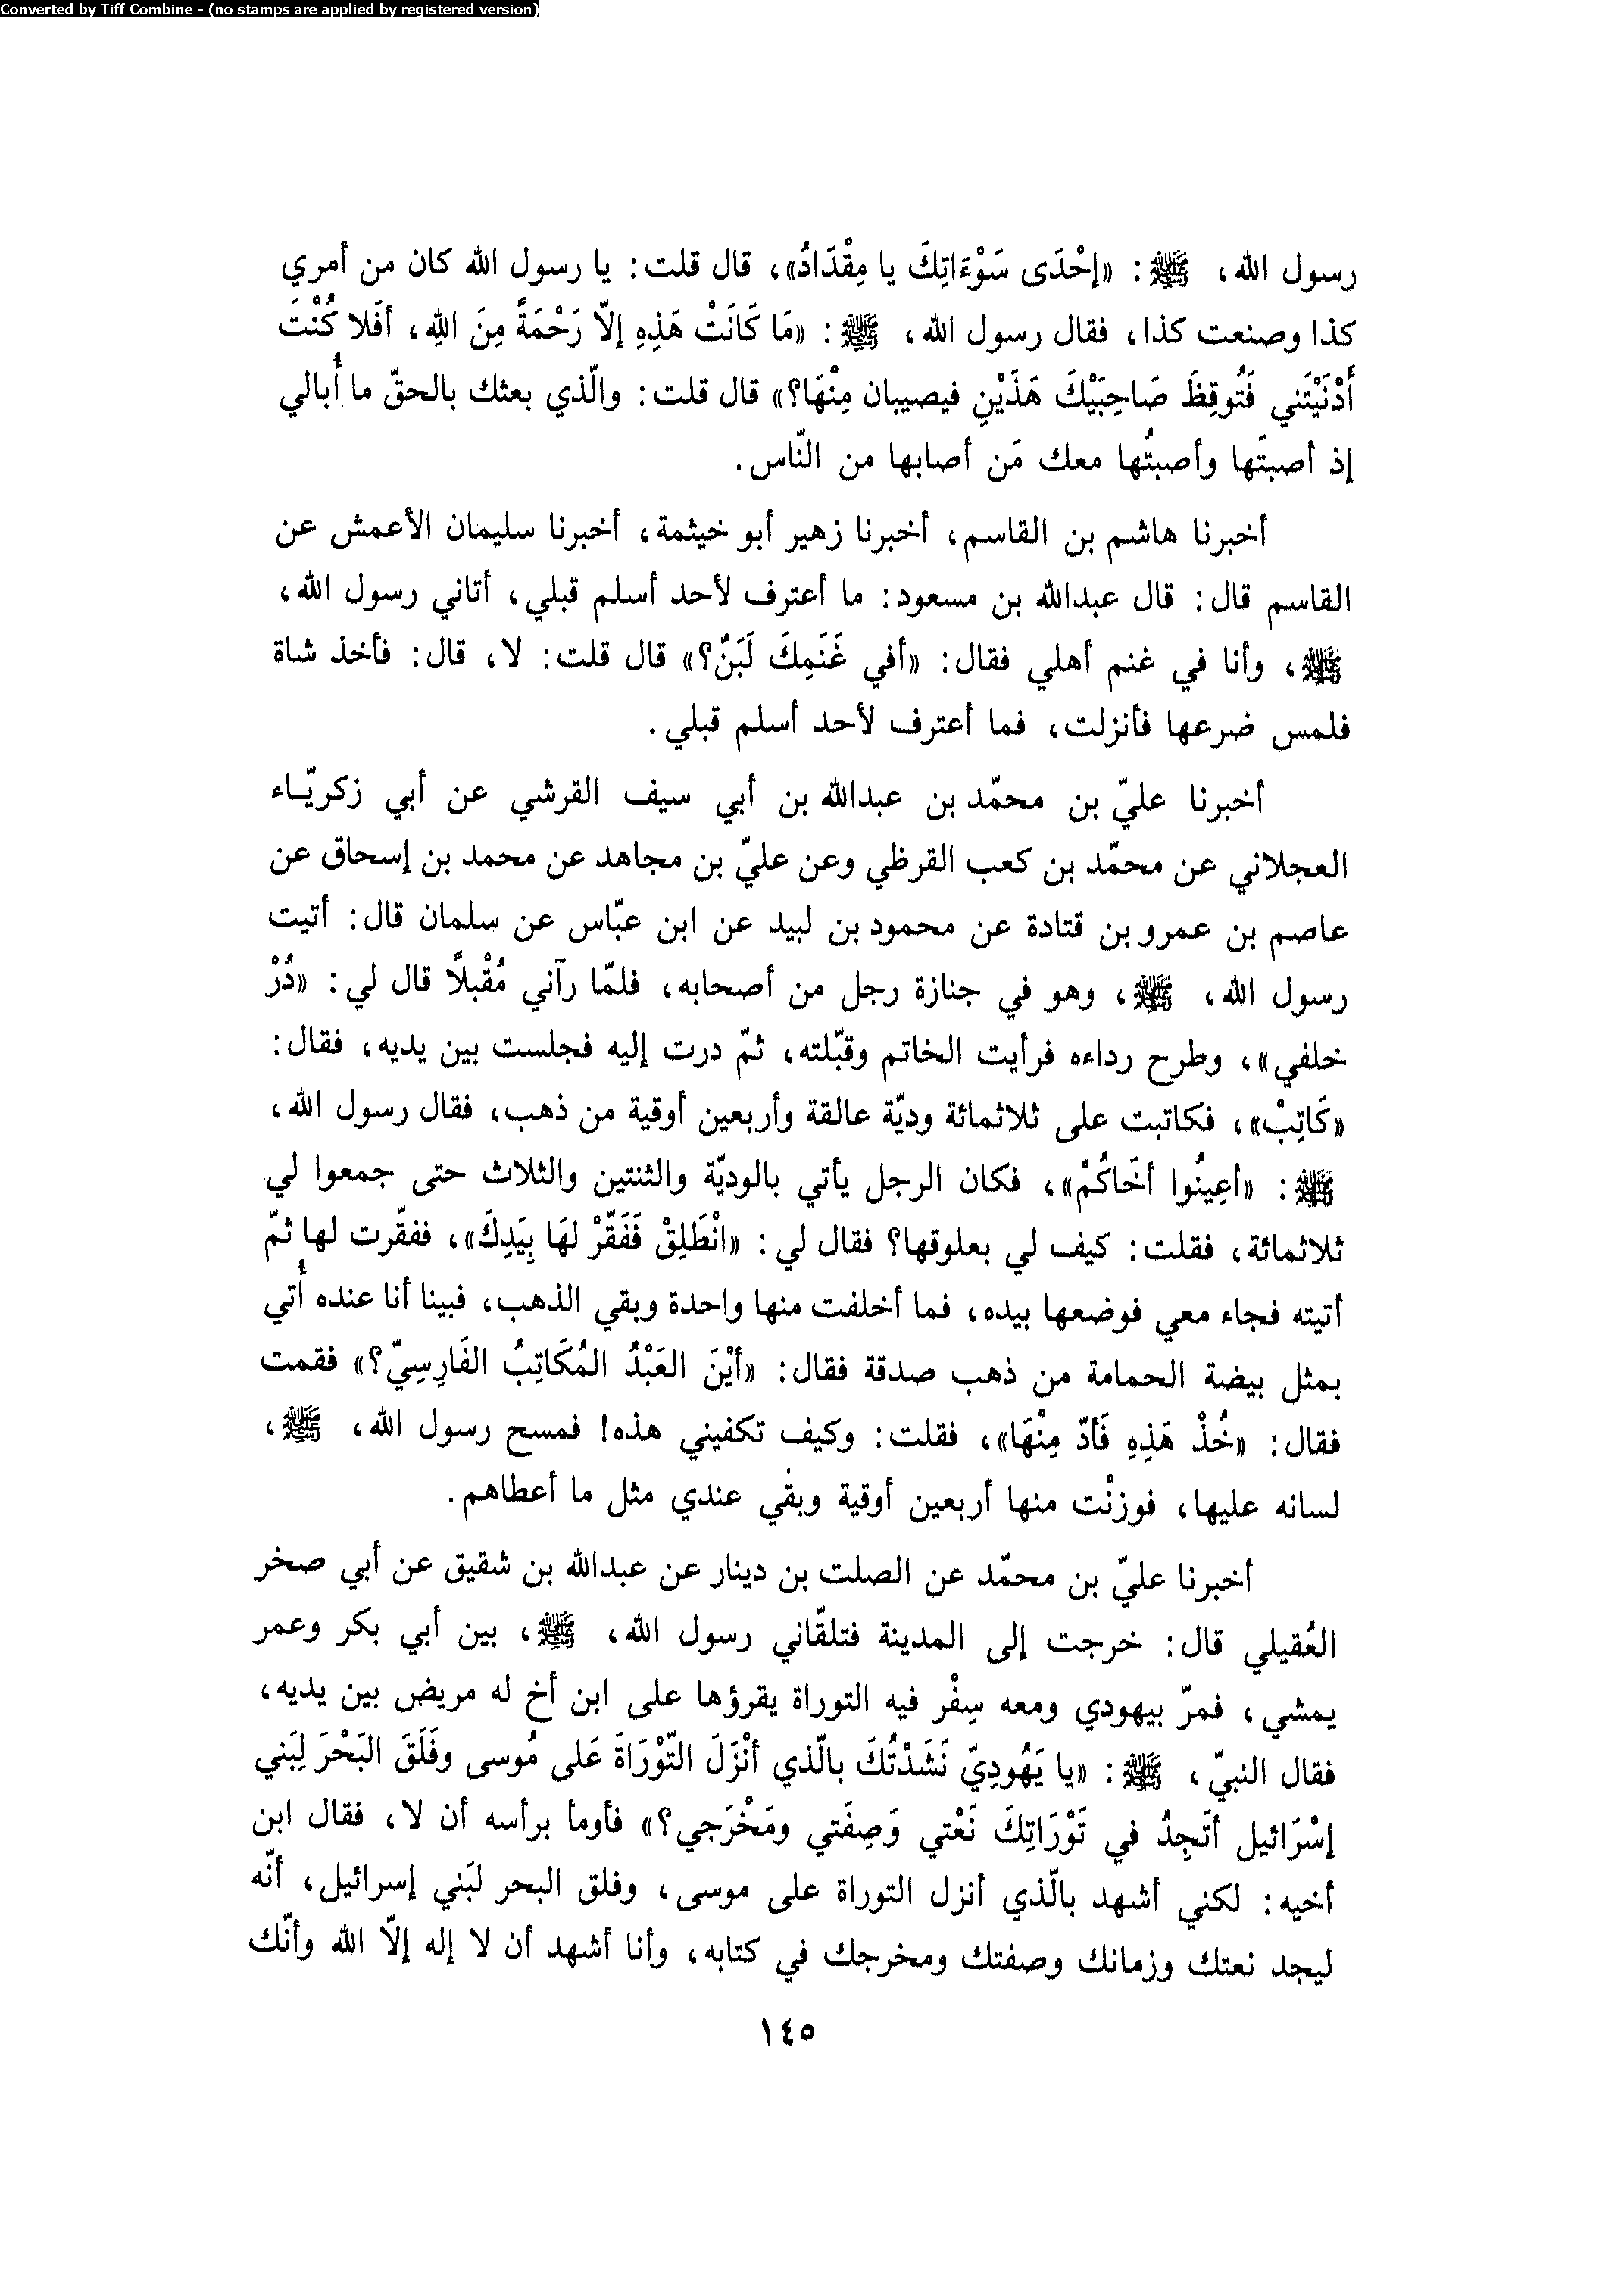 Converted by Tiff Combine - (no stamps are applied by registered version)
رسول الله، ﷺ: «إحْدَى سَوْءَاتِكَ يا مِقْدَادُ»، قال قلت: يا رسول الله كان من أمري
كذا وصنعت كذا، فقال رسول الله، ﷺ: «مَا كَانَتْ هَذِهِ إلّا رَحْمَةً مِنَ اللهِ، أفَلا كُنْتَ
أَدْنَيْتَني فَتُوقِظَ صَاحِبَيْكَ هَذَيْنِ فيصيبان مِنْهَا؟» قال قلت: والّذي بعثك بالحقّ ما أُبالي
إذ أصبتَها وأصبتُها معك مَن أصابها من النّاس.
أخبرنا هاشم بن القاسم، أخبرنا زهير أبو خيثمة، أخبرنا سليمان الأعمش عن
القاسم قال: قال عبدالله بن مسعود: ما أعترف لأحد أسلم قبلي، أتاني رسول الله،
ﷺ، وأنا في غنم أهلي فقال: «أفي غَنَمِكَ لَبَنٌ؟» قال قلت: لا، قال: فأخذ شاة
فلمس ضرعها فأنزلت، فما أعترف لأحد أسلم قبلي.
أخبرنا عليّ بن محمّد بن عبدالله بن أبي سيف القرشي عن أبي زكريّاء
العجلاني عن محمّد بن كعب القرظي وعن عليّ بن مجاهد عن محمد بن إسحاق عن
عاصم بن عمرو بن قتادة عن محمود بن لبيد عن ابن عبّاس عن سلمان قال: أتيت
رسول الله، ﷺ، وهو في جنازة رجل من أصحابه، فلمّا رآني مُقْبلًا قال لي: «دُرْ
خلفي»، وطرح رداءه فرأيت الخاتم وقبّلته، ثمّ درت إليه فجلست بين يديه، فقال:
«كَاتِبْ»، فكاتبت على ثلاثمائة وديّة عالقة وأربعين أوقية من ذهب، فقال رسول الله،
ﷺ: «أعِينُوا أخَاكُمْ»، فكان الرجل يأتي بالوديّة والثنتين والثلاث حتى جمعوا لي
ثلاثمائة، فقلت: كيف لي بعلوقها؟ فقال لي: «انْطَلِقْ فَفَقّرْ لهَا بِيَدِكَ»، ففقّرت لها ثمّ
أتيته فجاء معي فوضعها بيده، فما أخلفت منها واحدة وبقي الذهب، فبينا أنا عنده أُتي
بمثل بيضة الحمامة من ذهب صدقة فقال: «أيْنَ العَبْدُ المُكَاتِبُ الفَارِسِيّ؟» فقمت
فقال: «خُذْ هَذِهِ فَأدّ مِنْهَا»، فقلت: وكيف تكفيني هذه! فمسح رسول الله، ﷺ،
لسانه عليها، فوزنْت منها أربعين أوقية وبقي عندي مثل ما أعطاهم.
أخبرنا عليّ بن محمّد عن الصلت بن دينار عن عبدالله بن شقيق عن أبي صخر
العُقيلي قال: خرجت إلى المدينة فتلقّاني رسول الله، ﷺ، بين أبي بكر وعمر
يمشي، فمرّ بيهودي ومعه سِفْر فيه التوراة يقرؤها على ابن أخ له مريض بين يديه،
فقال النبيّ، ﷺ: «يا يَهُودِيّ نَشَدْتُكَ بالّذي أنْزَلَ التّوْرَاةَ عَلى مُوسى وفَلَقَ البَحْرَ لِبَني
إسْرَائيل أتَجِدُ في تَوْرَاتِكَ نَعْتي وَصِفَتي ومَخْرَجي؟» فأومأ برأسه أن لا، فقال ابن
أخيه: لكني أشهد بالّذي أنزل التوراة على موسى، وفلق البحر لبَني إسرائيل، أنّه
ليجد نعتك وزمانك وصفتك ومخرجك في كتابه، وأنا أشهد أن لا إله إلّا الله وأنّك
١٤٥